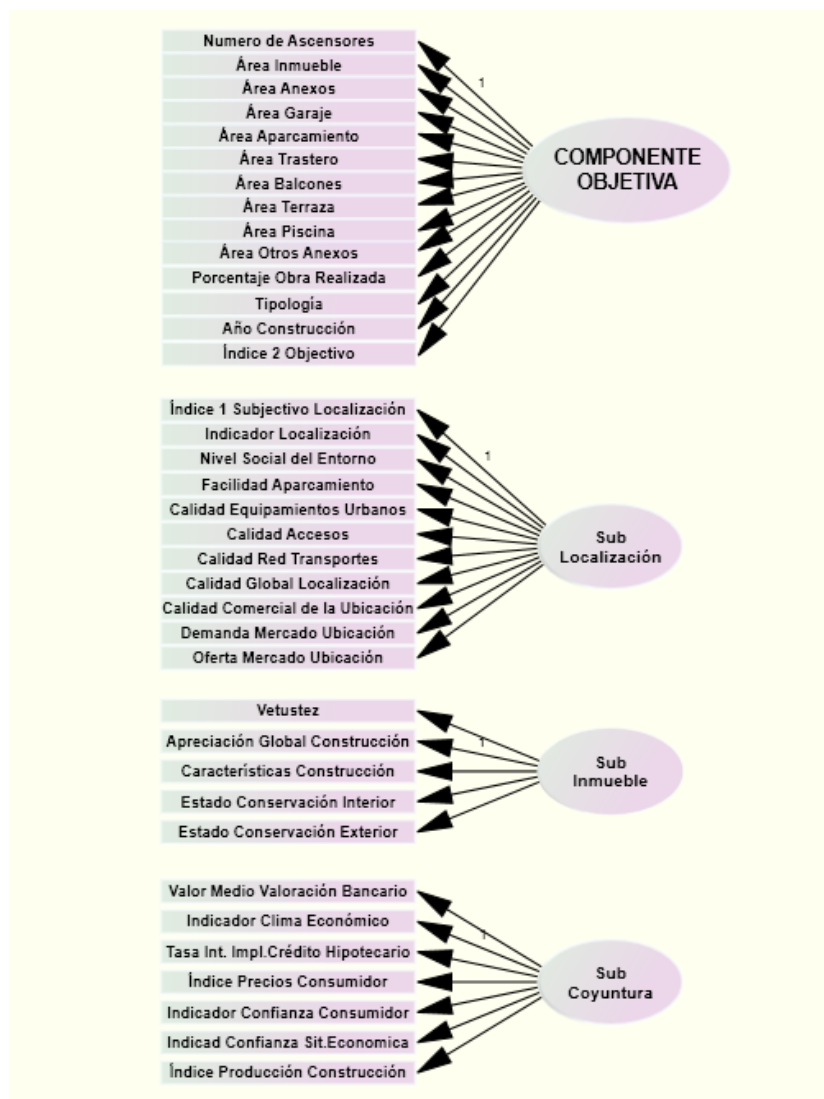 Numero de Ascensores
Área Inmueble
Área Anexos
Área Garaje
Área Aparcamiento
Área Trastero
Área Balcones
Área Terraza
Área Piscina
Área Otros Anexos
Porcentaje Obra Realizada
Tipología
Año Construcción
Índice 2 Objectivo
1
COMPONENTE
OBJETIVA
Índice 1 Subjectivo Localización
Indicador Localización
Nivel Social del Entorno
Facilidad Aparcamiento
Calidad Equipamientos Urbanos
Calidad Accesos
Calidad Red Transportes
Calidad Global Localización
Calidad Comercial de la Ubicación
Demanda Mercado Ubicación
Oferta Mercado Ubicación
1
Sub
Localización
Vetustez
Apreciación Global Construcción
Característícas Construcción
Estado Conservación Interior
Estado Conservación Exterior
1
Sub
Inmueble
Valor Medio Valoración Bancario
Indicador Clima Económico
Tasa Int. Impl.Crédito Hipotecario
Índice Precios Consumidor
Indicador Confianza Consumidor
Indicad Confianza Sit.Economica
Índice Producción Construcción
1
Sub
Coyuntura